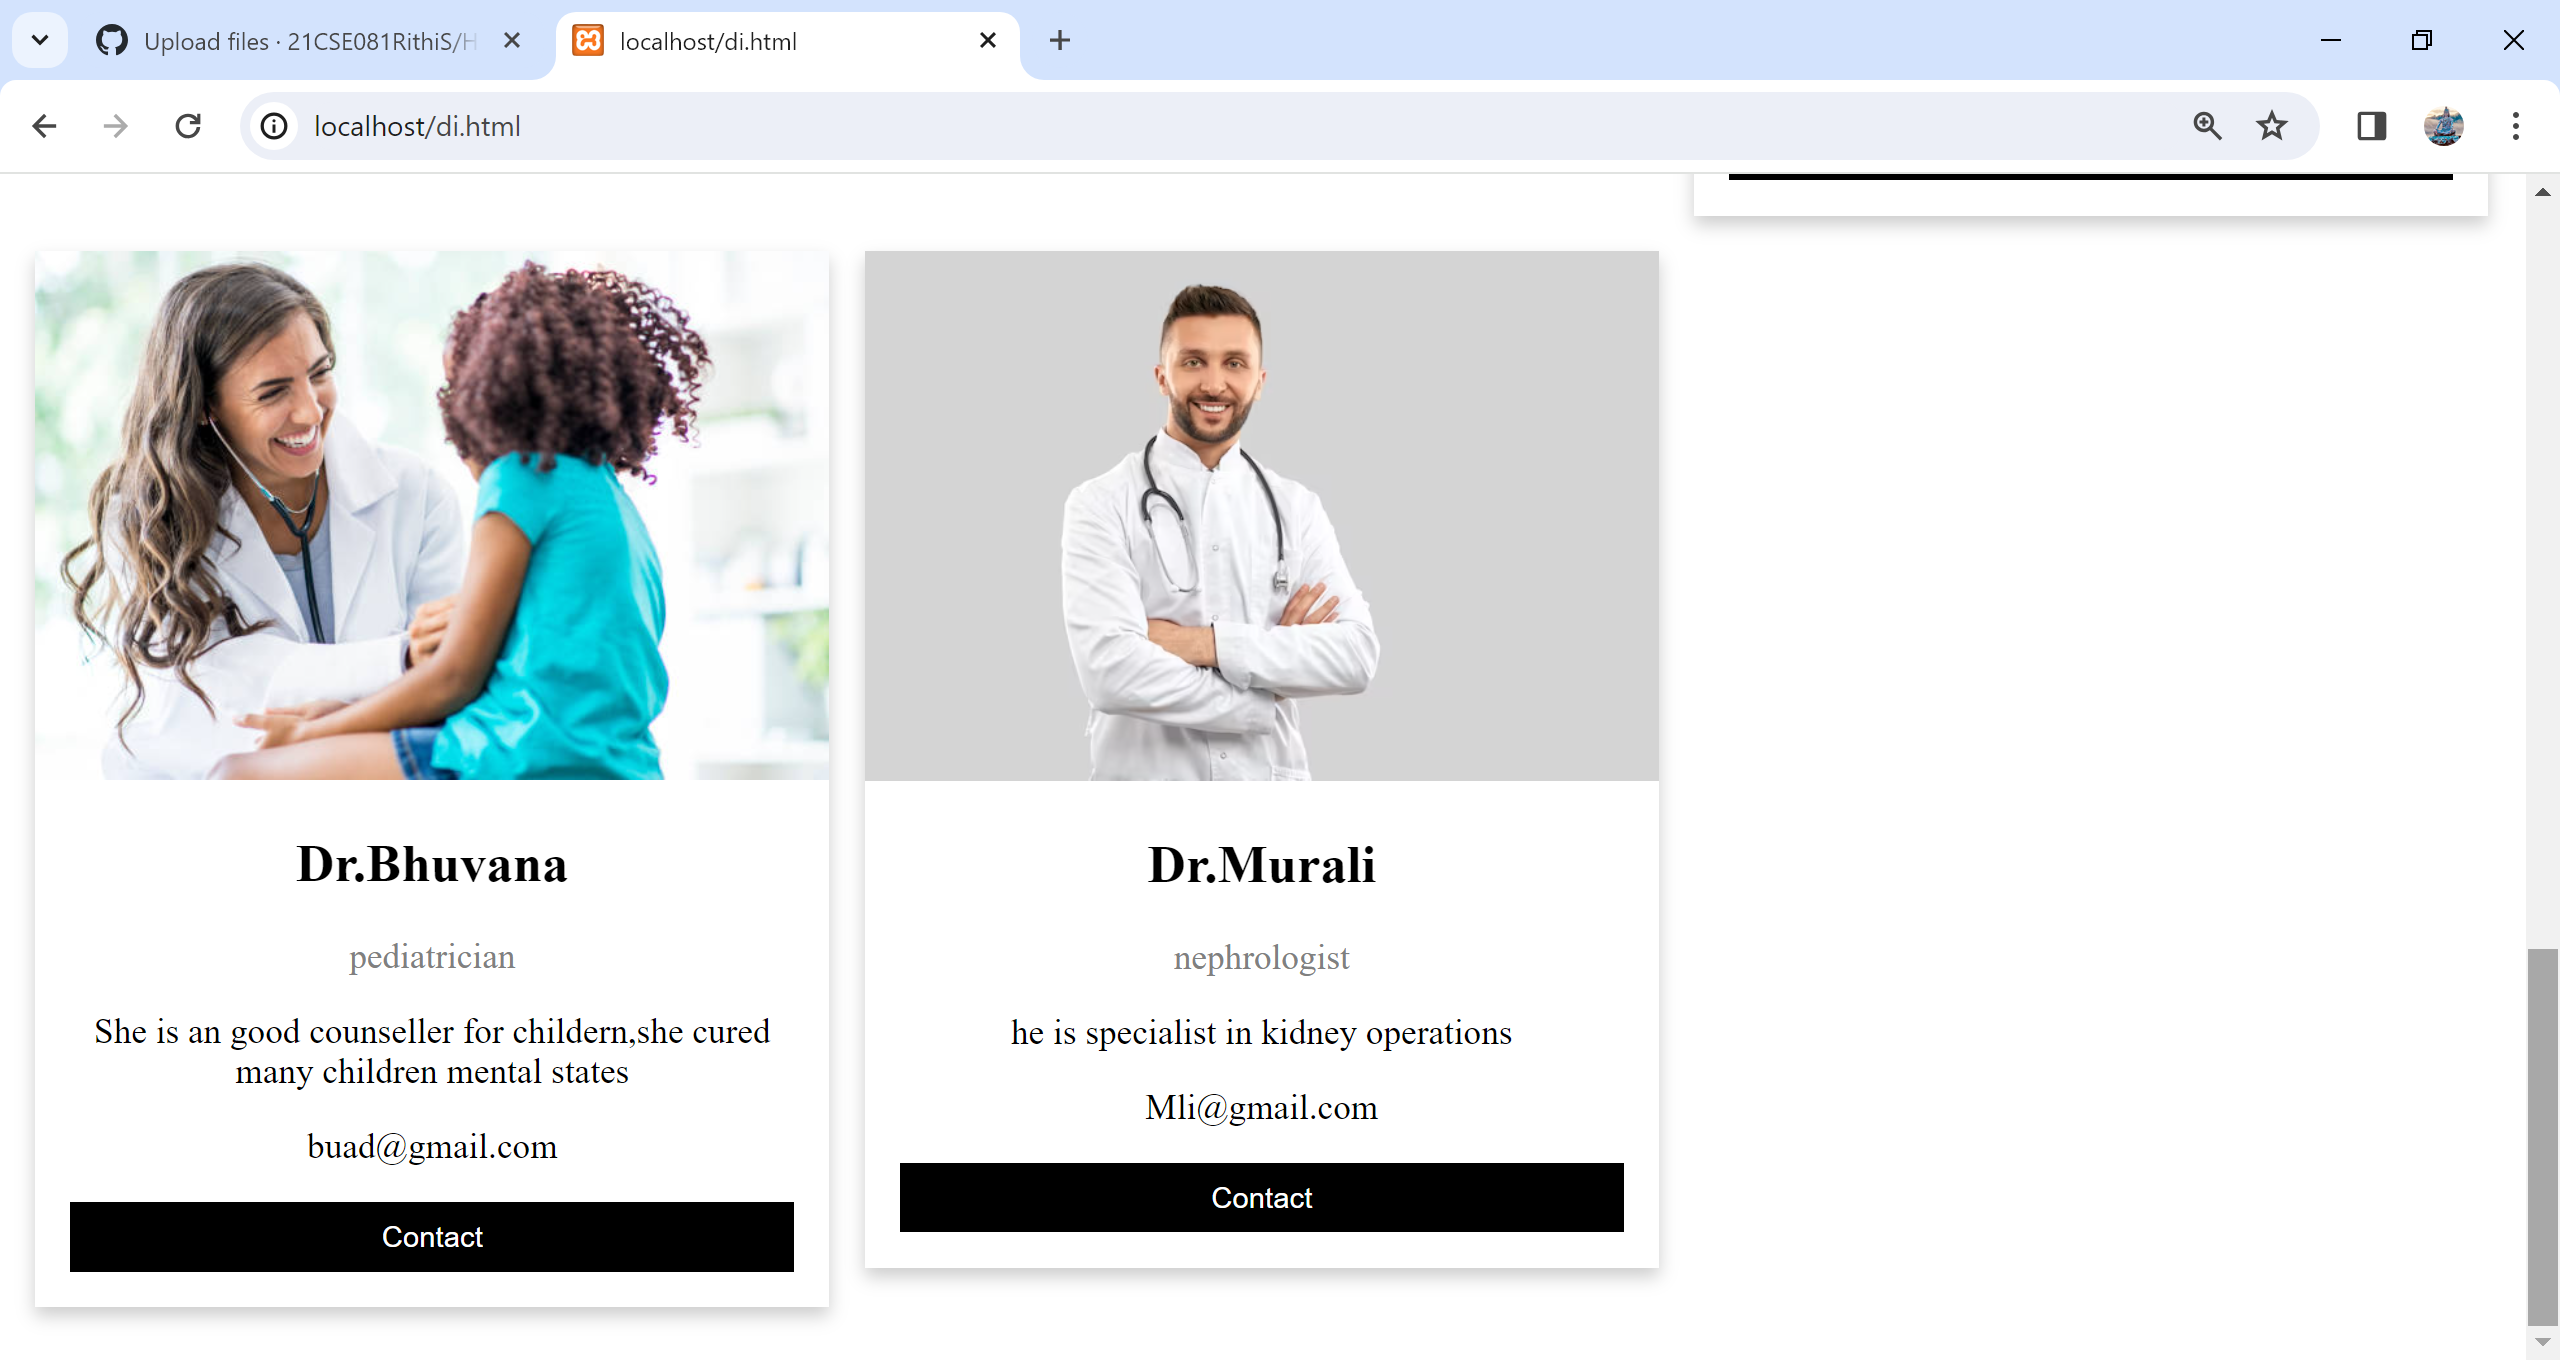 Upload files · 21CSE081RithiS/H
localhost/di.html
localhost/di.html
Dr.Bhuvana
pediatrician
She is an good counseller for childern,she cured
many children mental states
buad@gmail.com
Contact
Dr.Murali
nephrologist
he is specialist in kidney operations
Mli@gmail.com
Contact